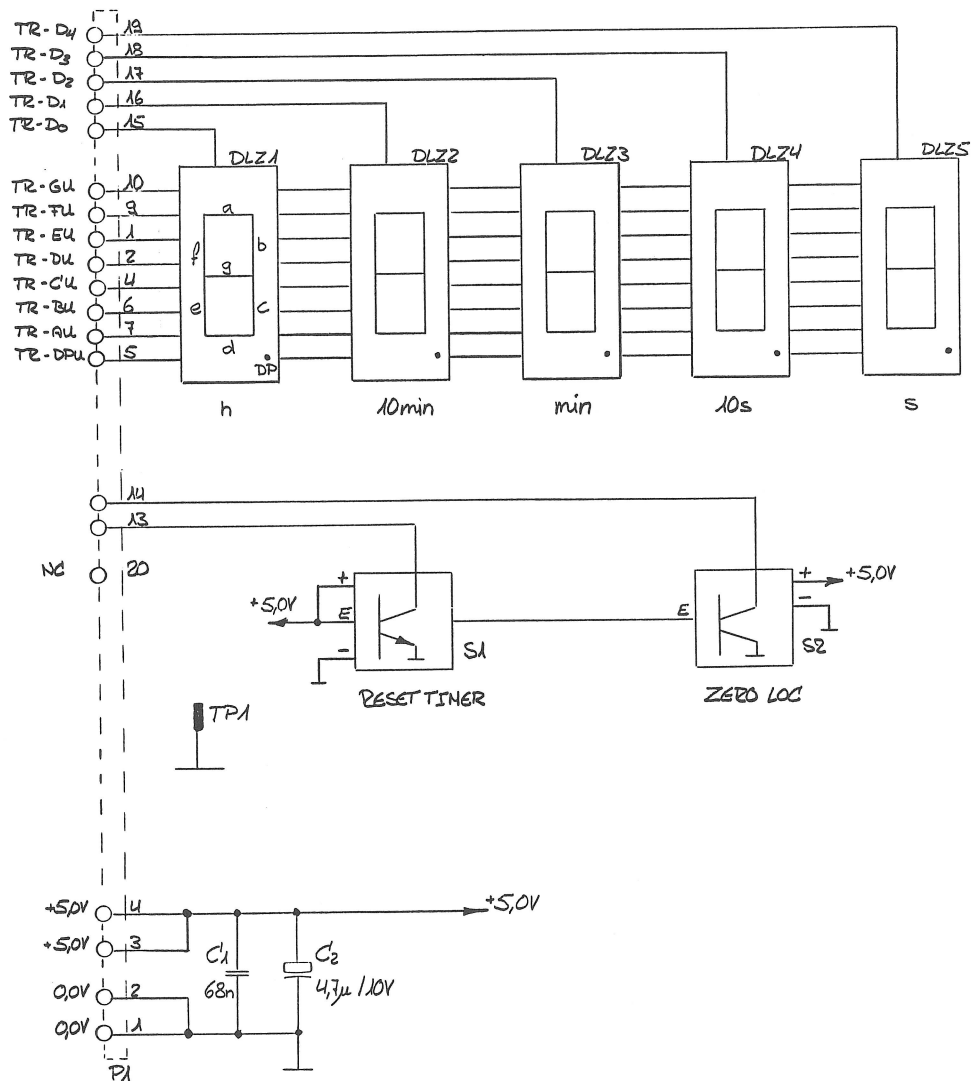 TR-D4 19
TR-D3 18
TR-D2 17
TR-D1 16
TR-D0 15
DLZ1 DLZ2 DLZ3 DLZ4 DLZ5
TR-GU 10
TR-FU 9
TR-EU 1
TR-DU 2
TR-CU 4
TR-BU 6
TR-AU 7
TR-DPU 5
a
f b
g
e c
d
DP
h 10min min 10s s
14
13
NC 20
+5,0V + E - S1
RESET TIMER
E + - +5,0V S2
ZERO LOC
TP1
+5,0V 4 +5,0V
+5,0V 3
C1 68n
C2 4,7µ/10V
0,0V 2
0,0V 1
P1